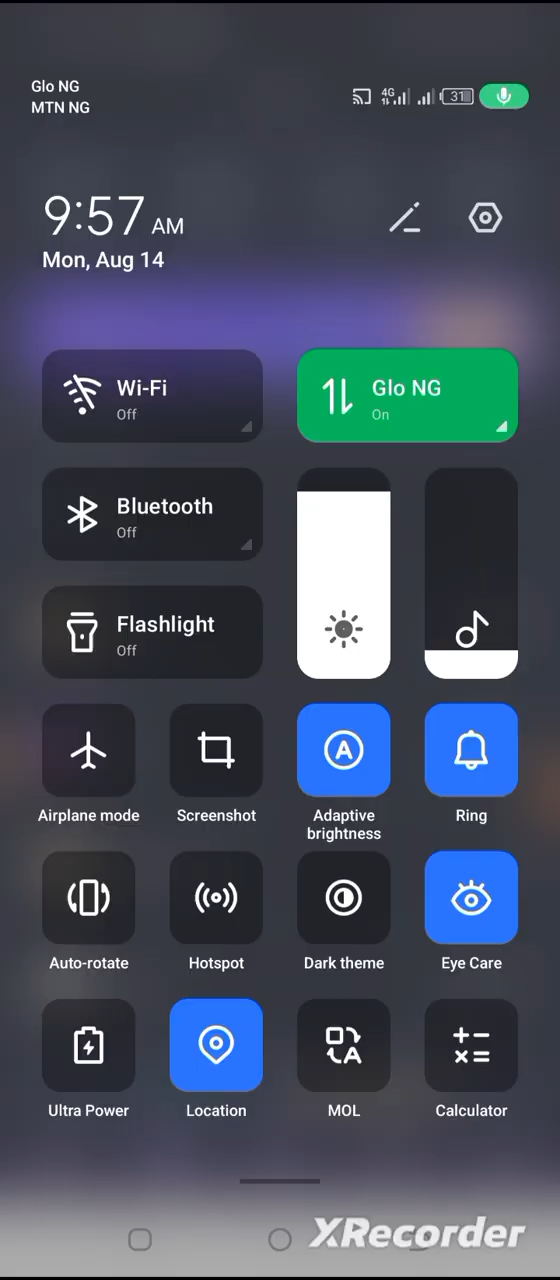 Glo NG
MTN NG
4G
31
9:57 AM
Mon, Aug 14
Wi-Fi
Off
Glo NG
On
Bluetooth
Off
Flashlight
Off
Airplane mode
Screenshot
A
Adaptive
brightness
Ring
Auto-rotate
Hotspot
Dark theme
Eye Care
A
Ultra Power
Location
MOL
Calculator
XRecorder